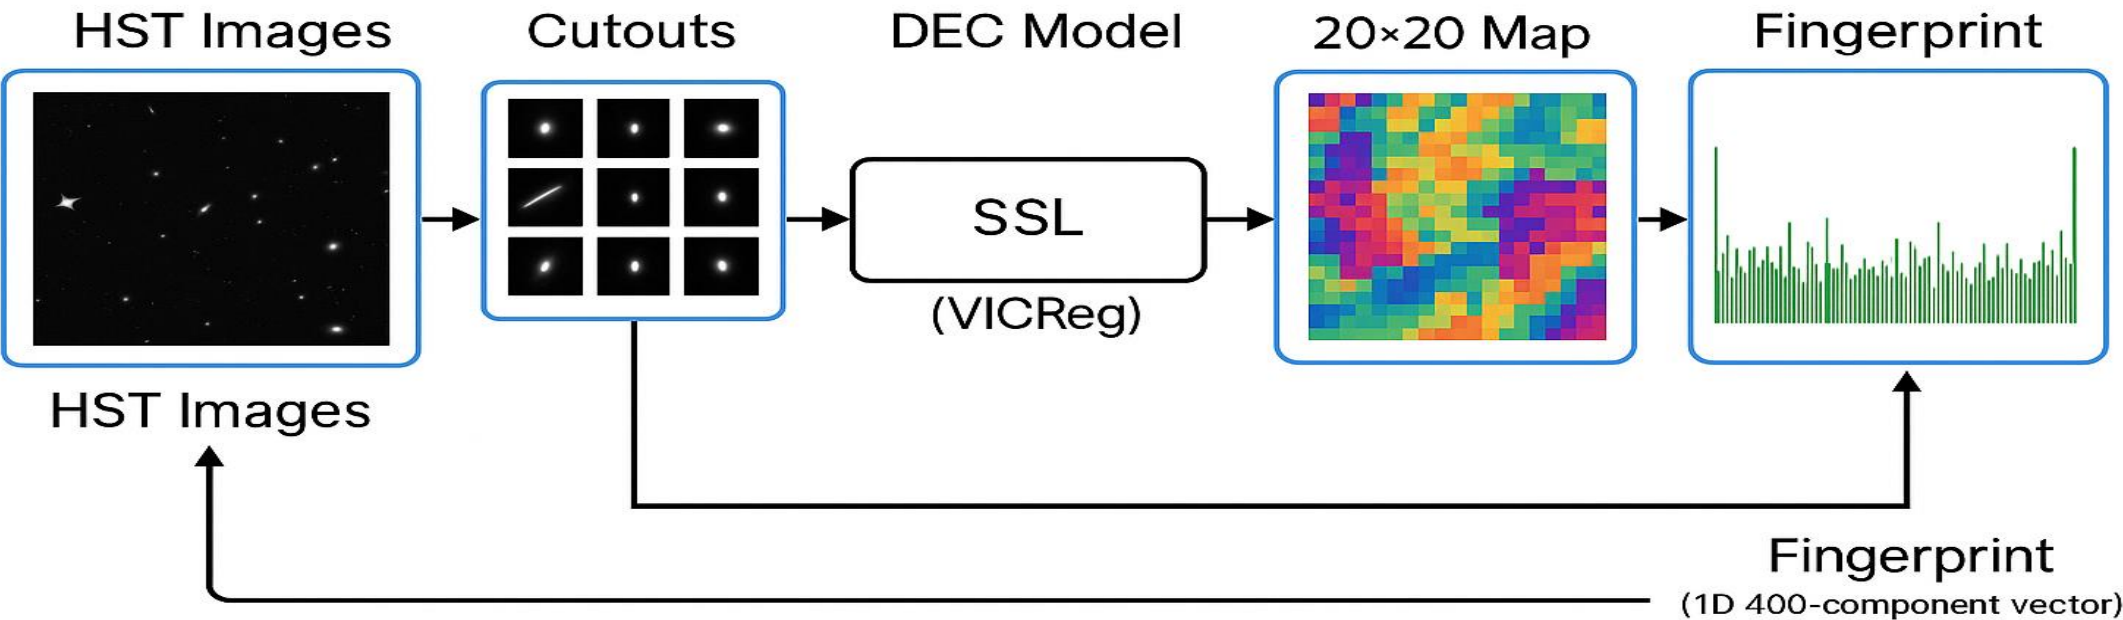 HST Images
Cutouts
DEC Model
20×20 Map
Fingerprint
SSL
(VICReg)
HST Images
Fingerprint
(1D 400-component vector)